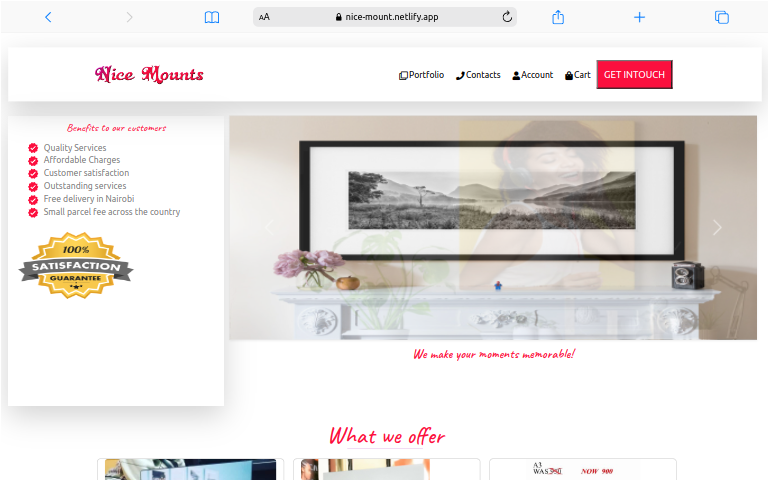 AA nice-mount.netlify.app
Nice Mounts
Portfolio Contacts Account Cart GET INTOUCH
Benefits to our customers
Quality Services
Affordable Charges
Customer satisfaction
Outstanding services
Free delivery in Nairobi
Small parcel fee across the country
100%
SATISFACTION
GUARANTEE
We make your moments memorable!
What we offer
A3
WAS 950 NOW 900